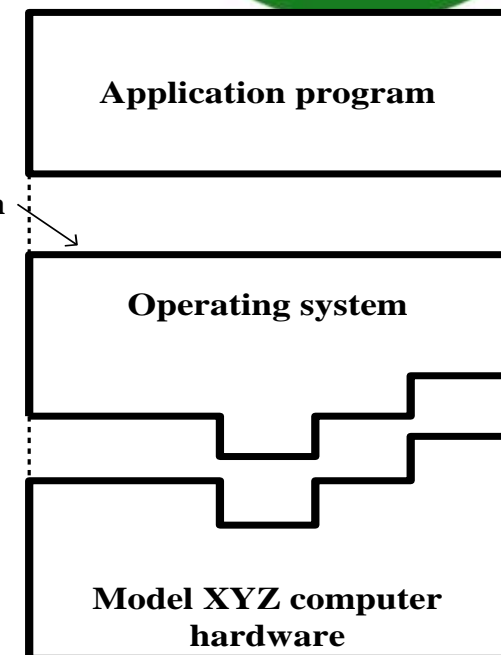 Application program
Operating system
Model XYZ computer
hardware